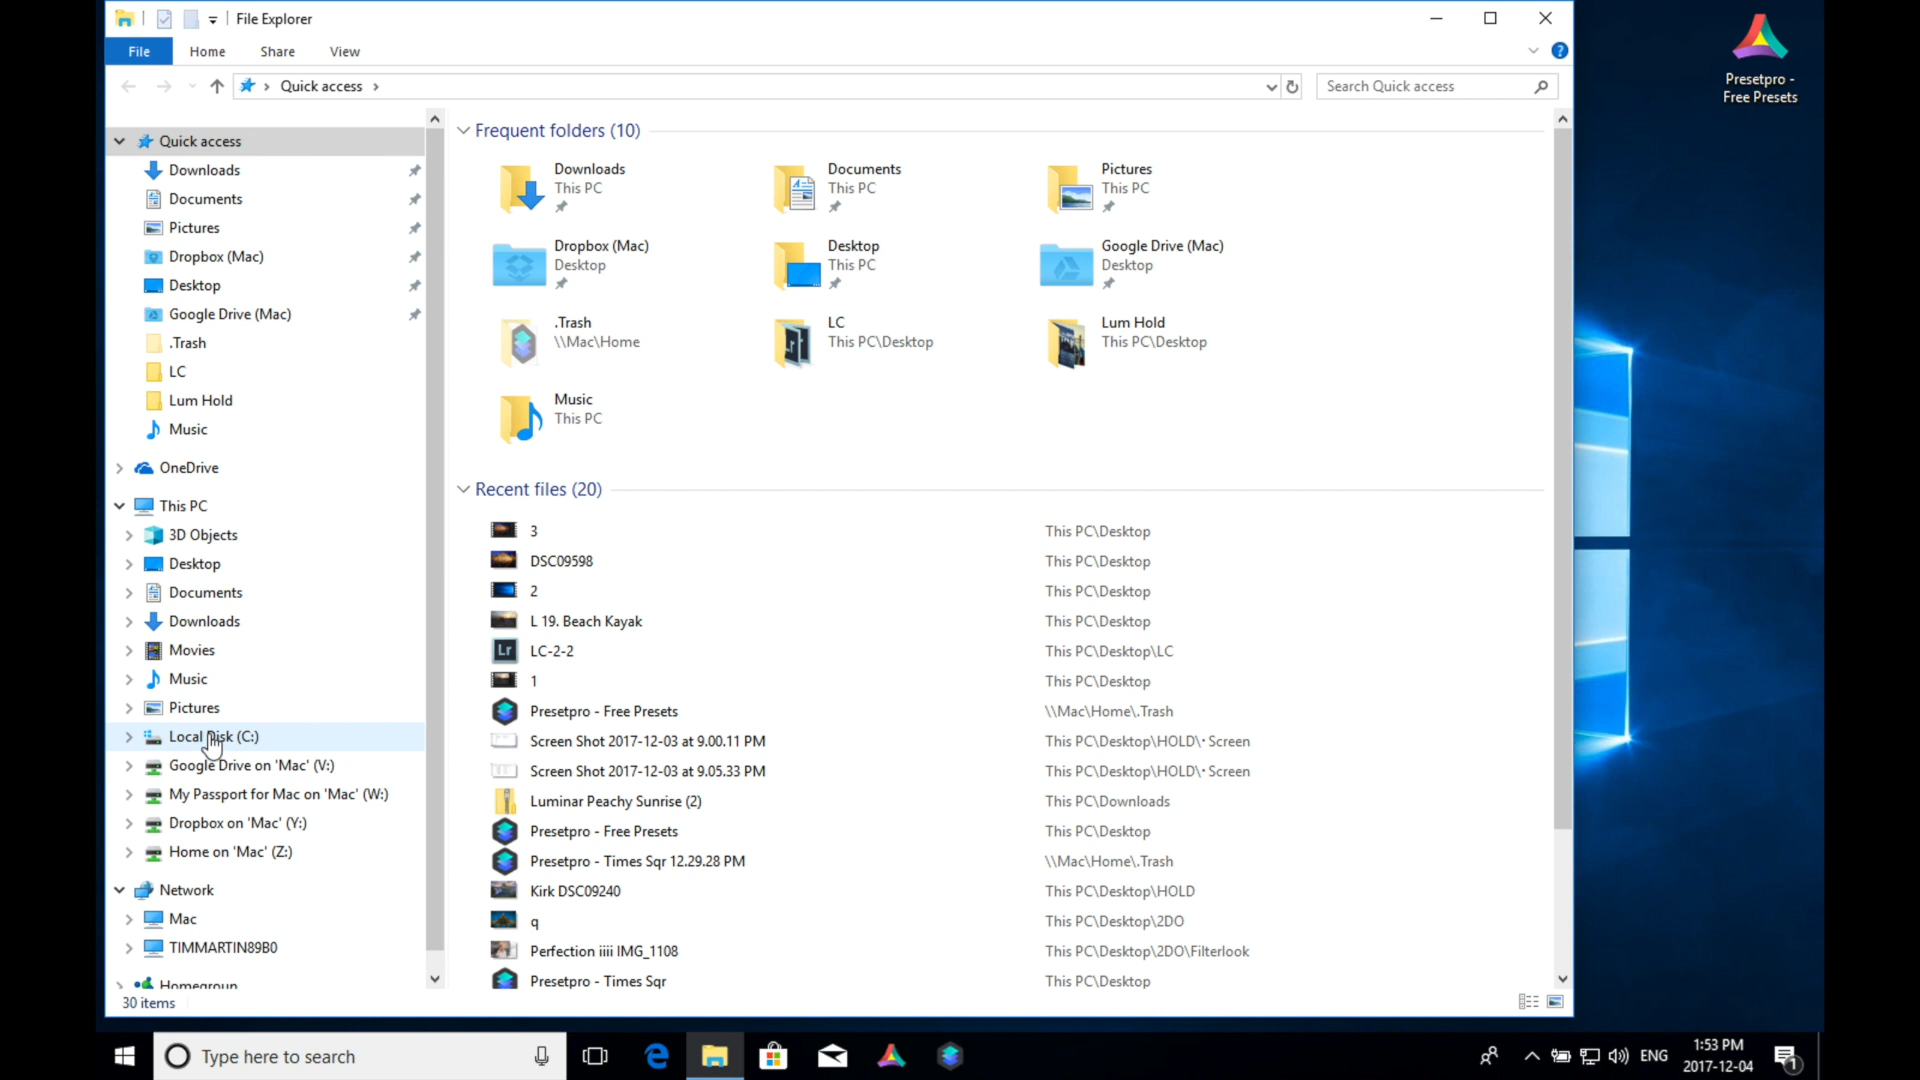 File Explorer
File Home Share View
Quick access
Search Quick access
Quick access
Downloads
Documents
Pictures
Dropbox (Mac)
Desktop
Google Drive (Mac)
.Trash
LC
Lum Hold
Music
OneDrive
This PC
3D Objects
Desktop
Documents
Downloads
Movies
Music
Pictures
Local Disk (C:)
Google Drive on 'Mac' (V:)
My Passport for Mac on 'Mac' (W:)
Dropbox on 'Mac' (Y:)
Home on 'Mac' (Z:)
Network
Mac
TIMMARTIN89B0
Homegroup
30 items
Frequent folders (10)
Downloads
This PC
Documents
This PC
Pictures
This PC
Dropbox (Mac)
Desktop
Desktop
This PC
Google Drive (Mac)
Desktop
.Trash
\\Mac\Home
LC
This PC\Desktop
Lum Hold
This PC\Desktop
Music
This PC
Recent files (20)
3 This PC\Desktop
DSC09598 This PC\Desktop
2 This PC\Desktop
L 19. Beach Kayak This PC\Desktop
Lr LC-2-2 This PC\Desktop\LC
1 This PC\Desktop
Presetpro - Free Presets \\Mac\Home\.Trash
Screen Shot 2017-12-03 at 9.00.11 PM This PC\Desktop\HOLD\• Screen
Screen Shot 2017-12-03 at 9.05.33 PM This PC\Desktop\HOLD\• Screen
Luminar Peachy Sunrise (2) This PC\Downloads
Presetpro - Free Presets This PC\Desktop
Presetpro - Times Sqr 12.29.28 PM \\Mac\Home\.Trash
Kirk DSC09240 This PC\Desktop\HOLD
q This PC\Desktop\2DO
Perfection iiii IMG_1108 This PC\Desktop\2DO\Filterlook
Presetpro - Times Sqr This PC\Desktop
Presetpro -
Free Presets
Type here to search
ENG
1:53 PM
2017-12-04
1